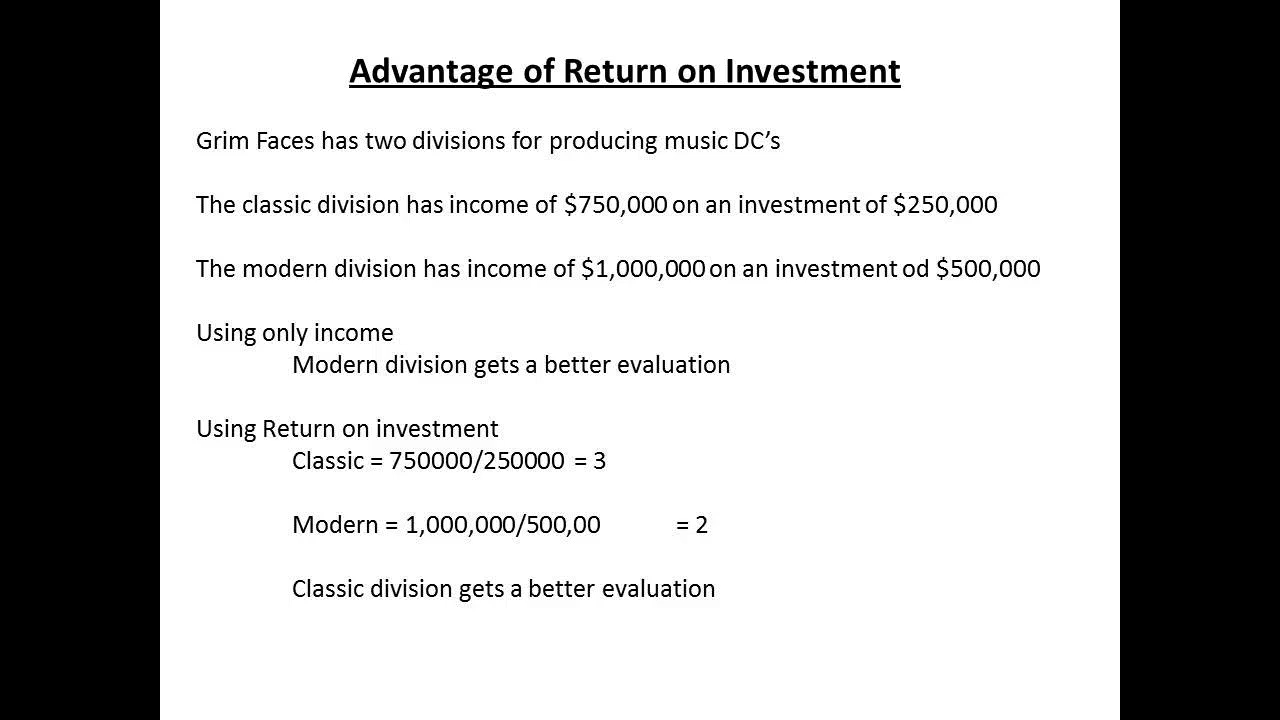 Advantage of Return on Investment
Grim Faces has two divisions for producing music DC’s
The classic division has income of $750,000 on an investment of $250,000
The modern division has income of $1,000,000 on an investment od $500,000
Using only income
Modern division gets a better evaluation
Using Return on investment
Classic = 750000/250000 = 3
Modern = 1,000,000/500,00 = 2
Classic division gets a better evaluation